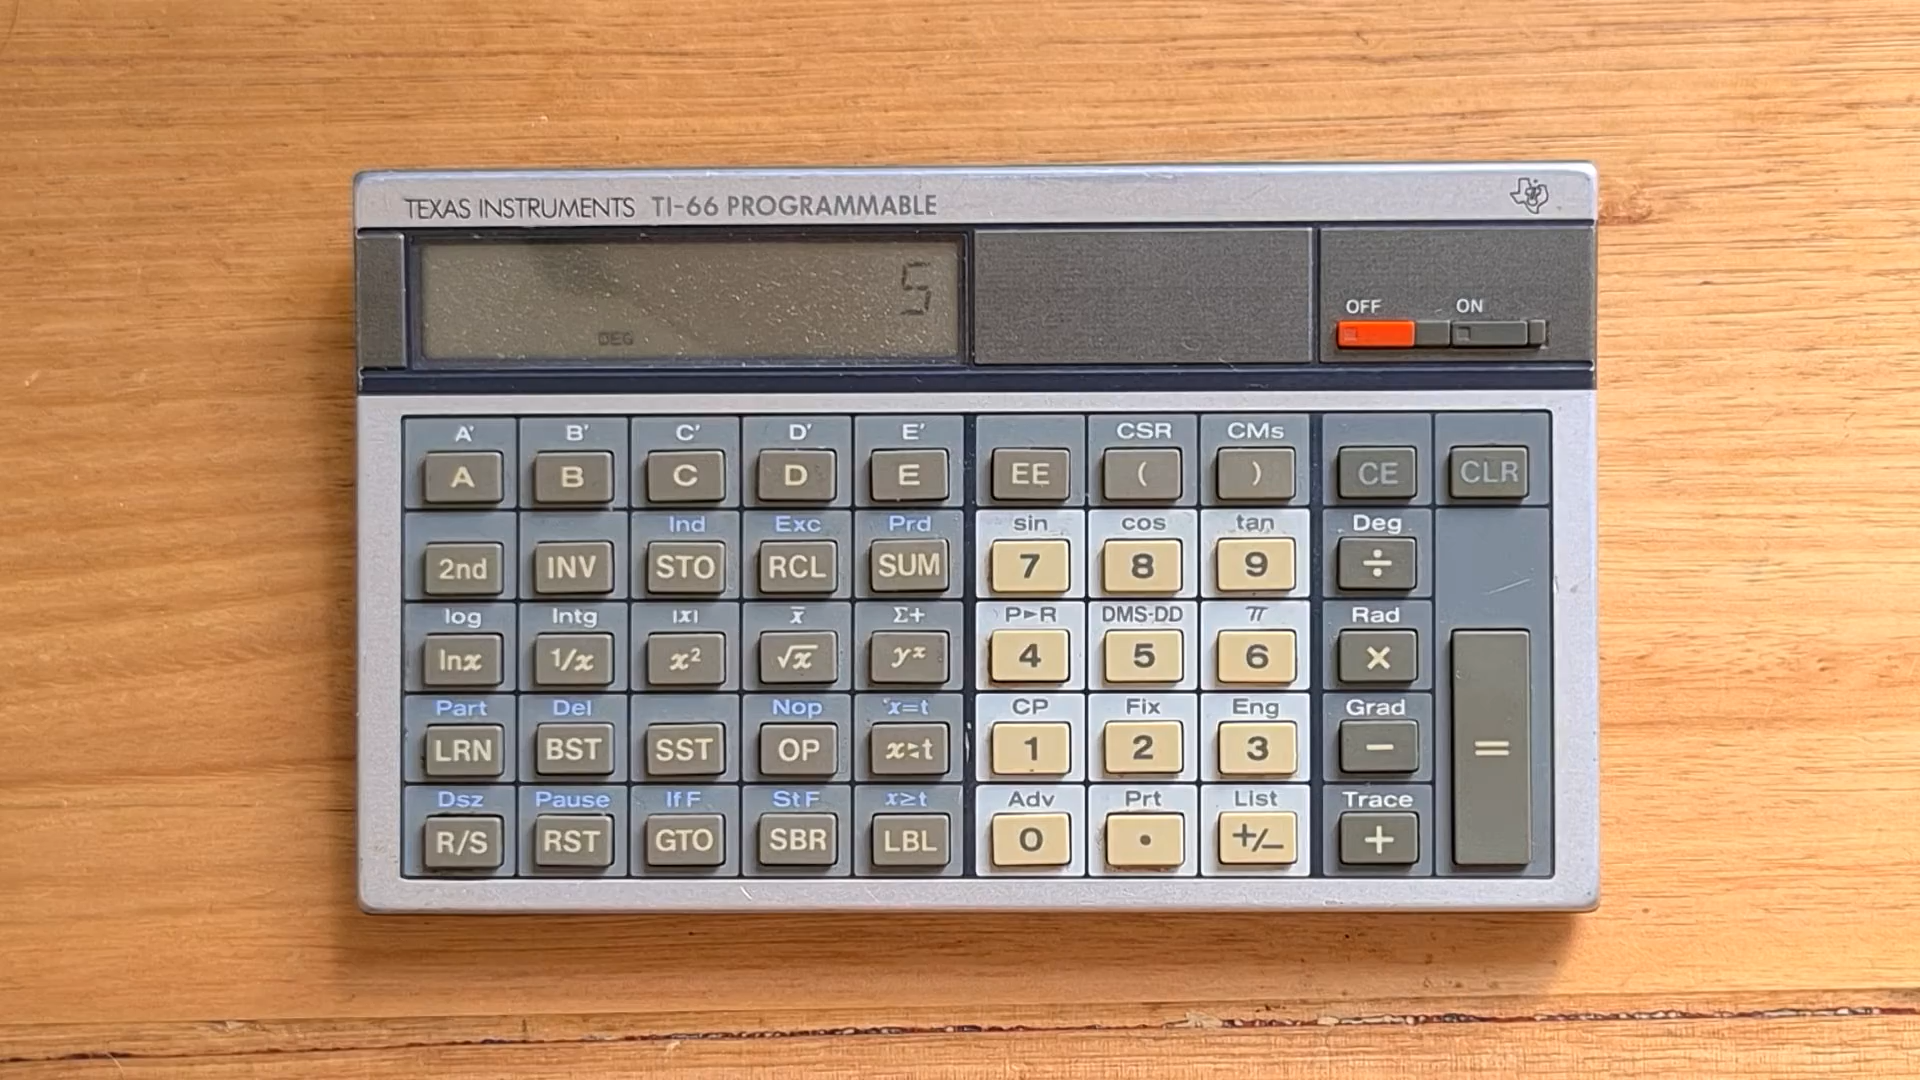 TEXAS INSTRUMENTS TI-66 PROGRAMMABLE
5
DEG
OFF ON
A' B' C' D' E' CSR CMs
A B C D E EE ( ) CE CLR
Ind Exc Prd sin cos tan Deg
2nd INV STO RCL SUM 7 8 9 ÷
log Intg |x| x̄ Σ+ P►R DMS-DD π Rad
lnx 1/x x² √x yˣ 4 5 6 ×
Part Del Nop x=t CP Fix Eng Grad
LRN BST SST OP x⇄t 1 2 3 − =
Dsz Pause If F St F x≥t Adv Prt List Trace
R/S RST GTO SBR LBL 0 • +/− +